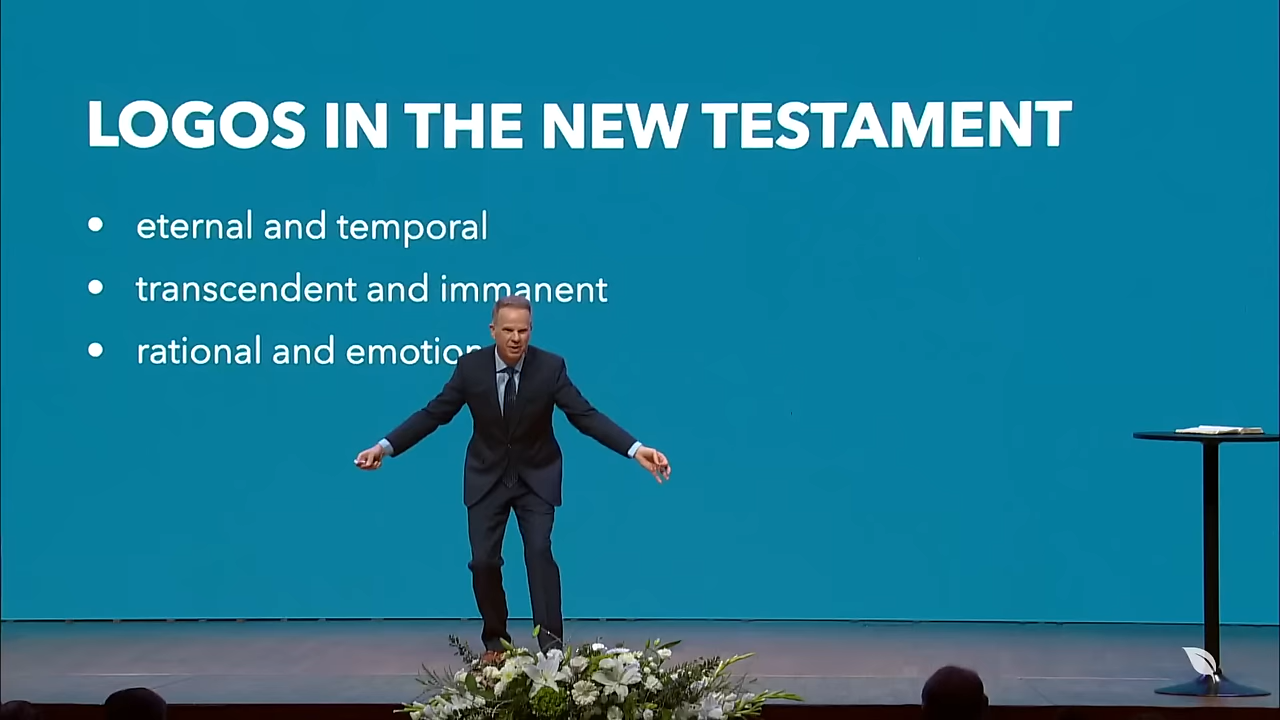 LOGOS IN THE NEW TESTAMENT
• eternal and temporal
• transcendent and immanent
• rational and